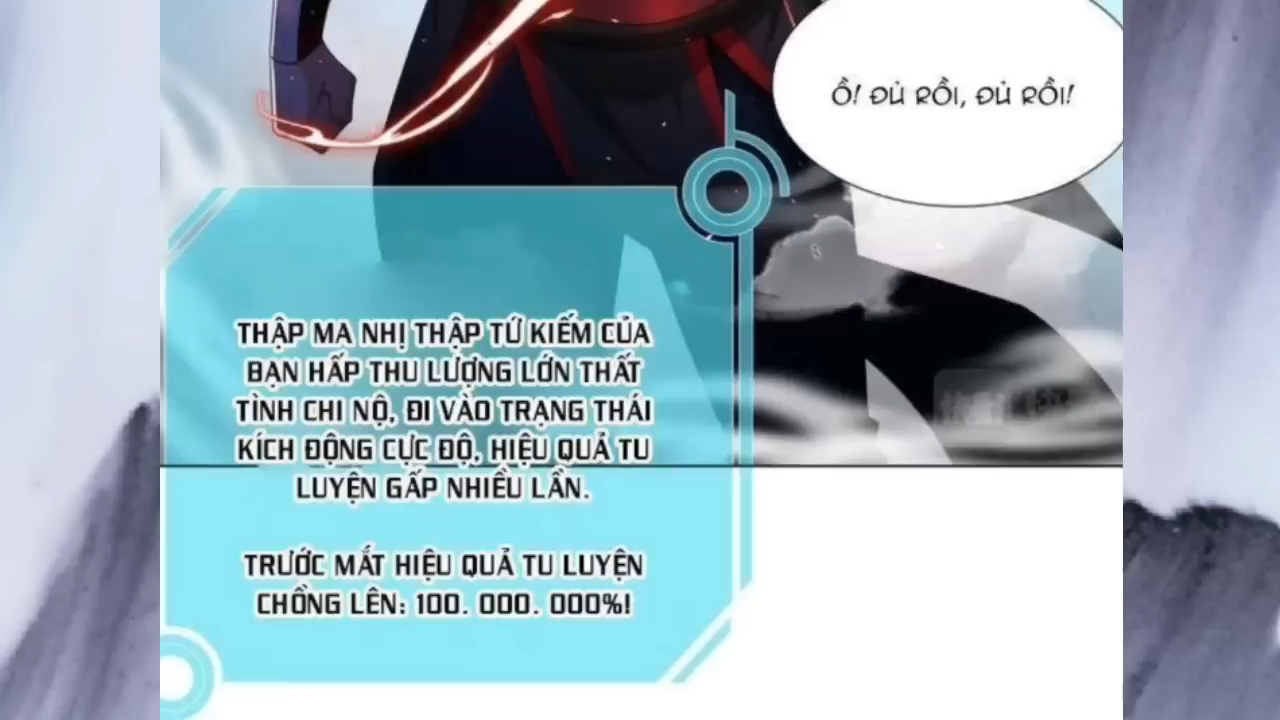 Ồ! ĐỦ RỒI, ĐỦ RỒI!
THẬP MA NHỊ THẬP TỨ KIẾM CỦA
BẠN HẤP THU LƯỢNG LỚN THẤT
TÌNH CHI NỘ, ĐI VÀO TRẠNG THÁI
KÍCH ĐỘNG CỰC ĐỘ, HIỆU QUẢ TU
LUYỆN GẤP NHIỀU LẦN.
TRƯỚC MẮT HIỆU QUẢ TU LUYỆN
CHỒNG LÊN: 100. 000. 000%!